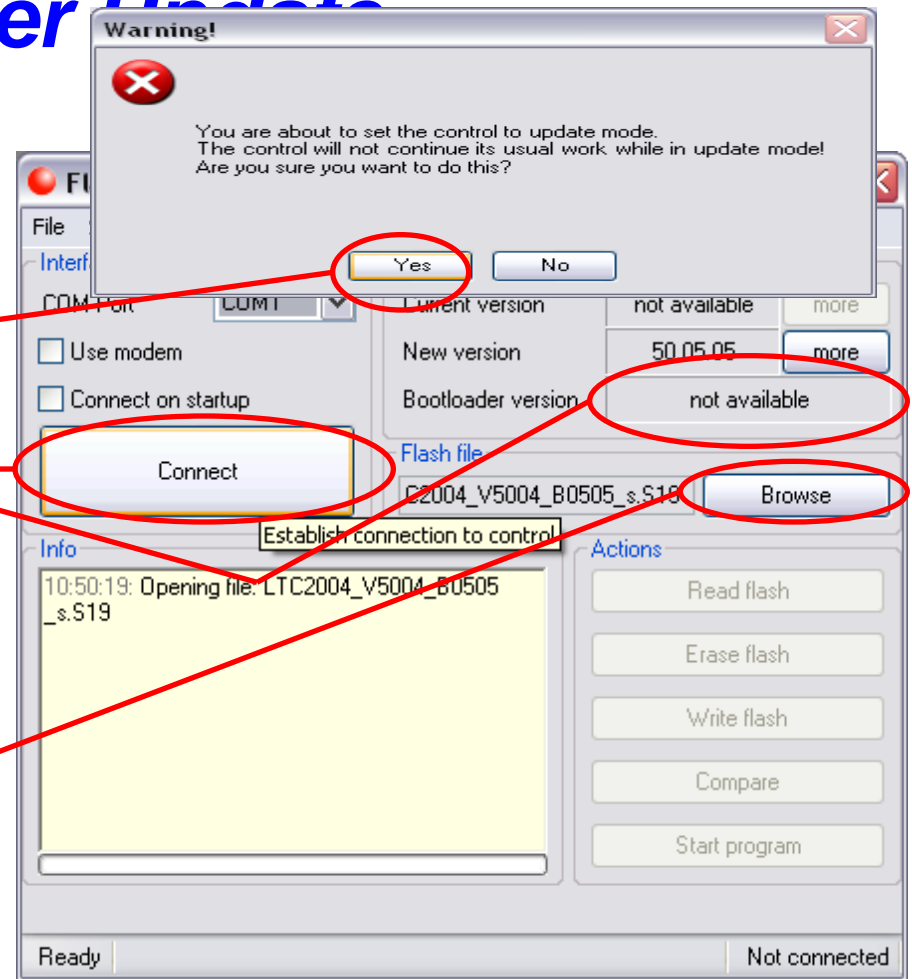 er Update
Warning!
You are about to set the control to update mode.
The control will not continue its usual work while in update mode!
Are you sure you want to do this?
Yes No
File
COM Port COM1 Current version not available more
Use modem New version 50.05.05 more
Connect on startup Bootloader version not available
Flash file
Connect C2004_V5004_B0505_s.S19 Browse
Establish connection to control
Info Actions
10:50:19: Opening file: LTC2004_V5004_B0505
_s.S19
Read flash
Erase flash
Write flash
Compare
Start program
Ready Not connected